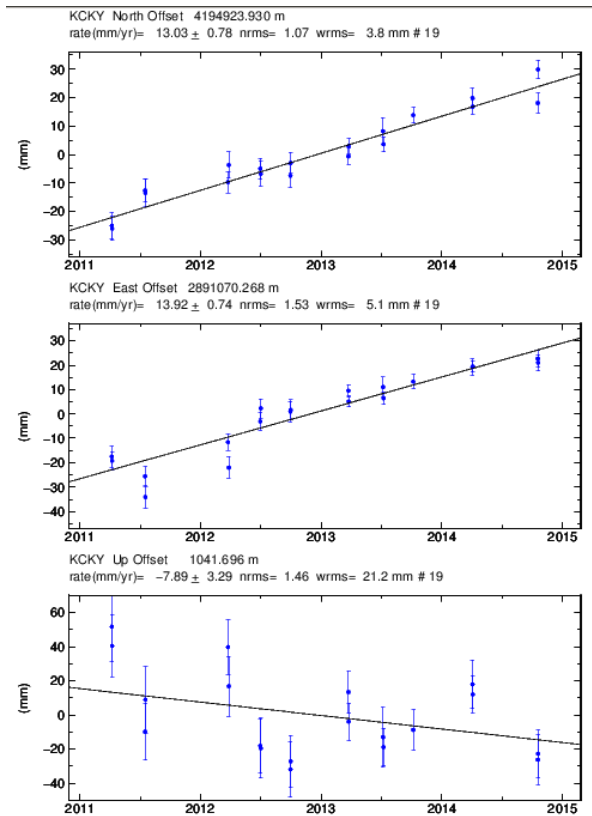 KCKY North Offset 4194923.930 m
rate(mm/yr)= 13.03 ± 0.78 nrms= 1.07 wrms= 3.8 mm # 19
30
20
10
0
−10
−20
−30
(mm)
2011 2012 2013 2014 2015
KCKY East Offset 2891070.268 m
rate(mm/yr)= 13.92 ± 0.74 nrms= 1.53 wrms= 5.1 mm # 19
30
20
10
0
−10
−20
−30
−40
(mm)
2011 2012 2013 2014 2015
KCKY Up Offset 1041.696 m
rate(mm/yr)= −7.89 ± 3.29 nrms= 1.46 wrms= 21.2 mm # 19
60
40
20
0
−20
−40
(mm)
2011 2012 2013 2014 2015